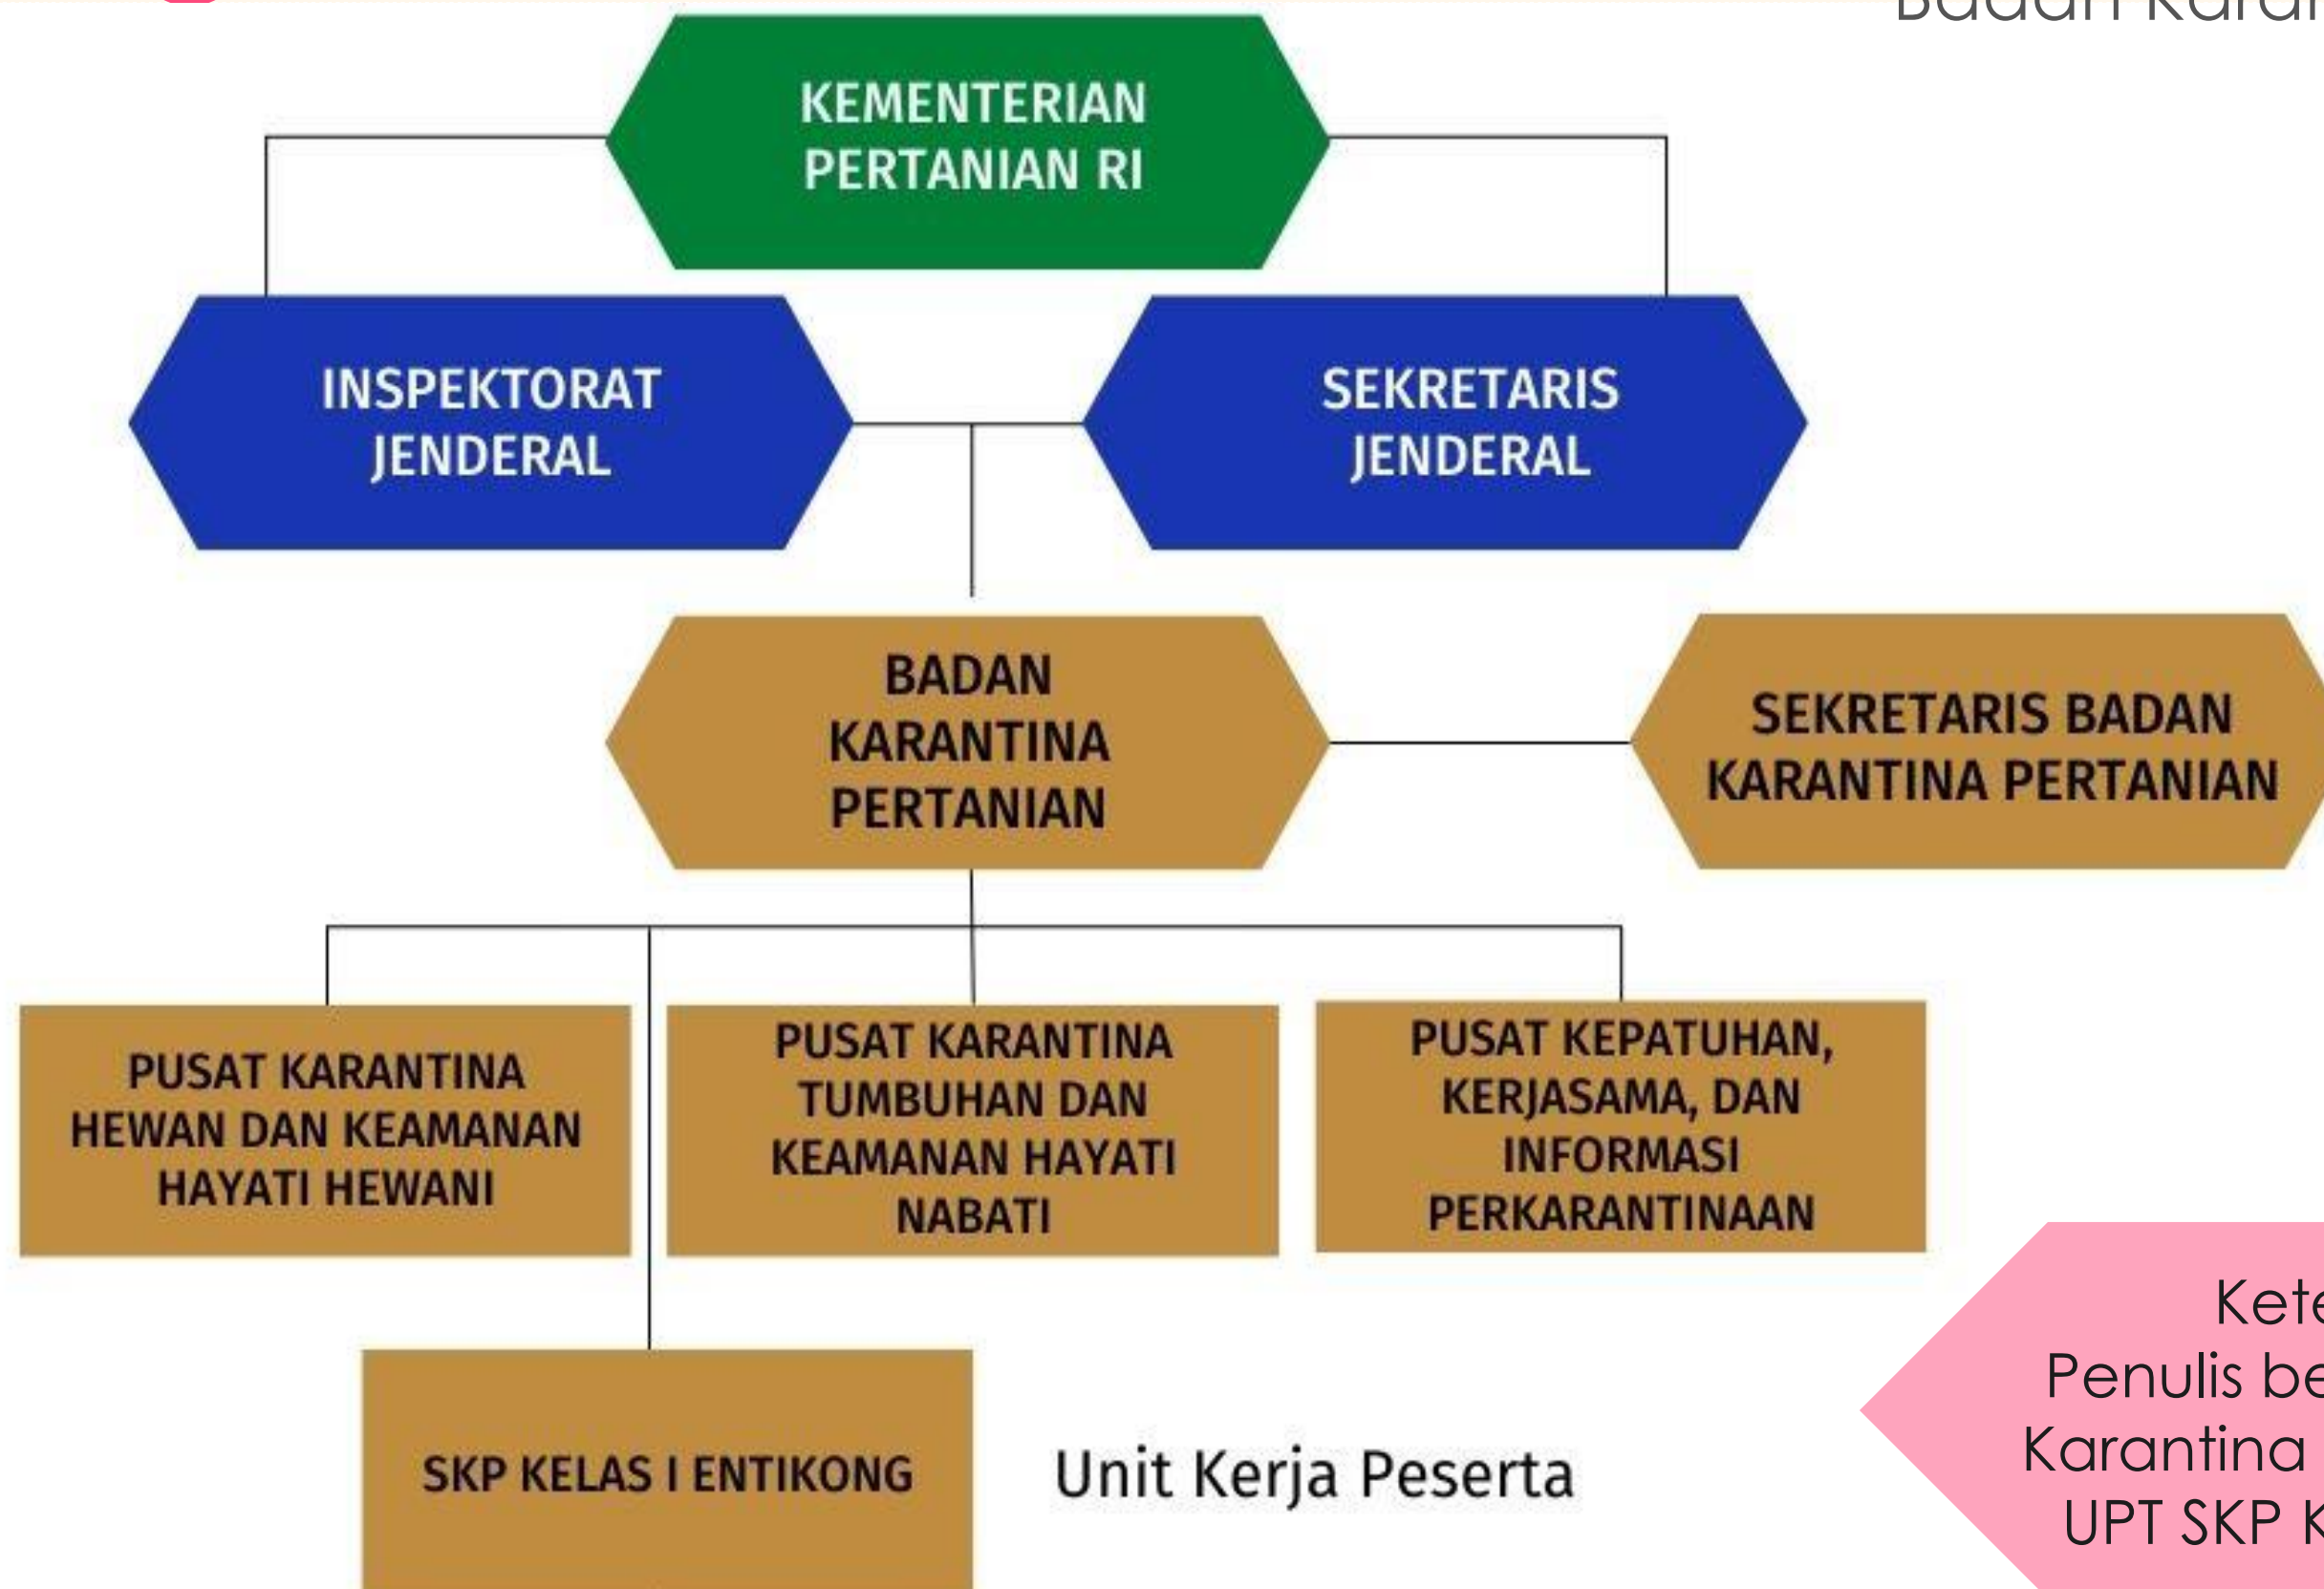 Badan
KEMENTERIAN
PERTANIAN RI
INSPEKTORAT
JENDERAL
SEKRETARIS
JENDERAL
BADAN
KARANTINA
PERTANIAN
SEKRETARIS BADAN
KARANTINA PERTANIAN
PUSAT KARANTINA
HEWAN DAN KEAMANAN
HAYATI HEWANI
PUSAT KARANTINA
TUMBUHAN DAN
KEAMANAN HAYATI
NABATI
PUSAT KEPATUHAN,
KERJASAMA, DAN
INFORMASI
PERKARANTINAAN
SKP KELAS I ENTIKONG
Unit Kerja Peserta
Penulis
Karantina
UPT SKP